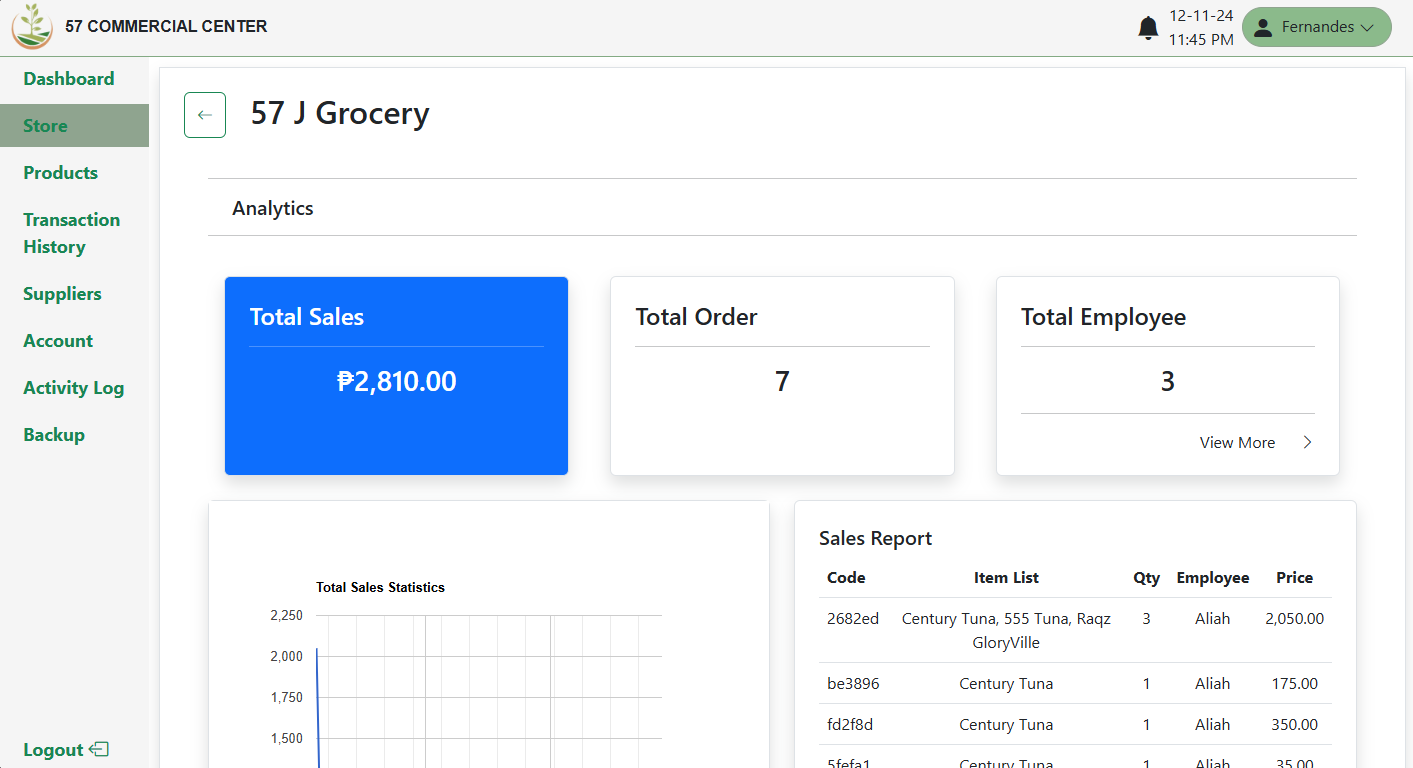 57 COMMERCIAL CENTER
12-11-24
11:45 PM
Fernandes
Dashboard
Store
Products
Transaction
History
Suppliers
Account
Activity Log
Backup
Logout
57 J Grocery
Analytics
Total Sales
₱2,810.00
Total Order
7
Total Employee
3
View More
Total Sales Statistics
2,250
2,000
1,750
1,500
Sales Report
Code Item List Qty Employee Price
2682ed Century Tuna, 555 Tuna, Raqz 3 Aliah 2,050.00
GloryVille
be3896 Century Tuna 1 Aliah 175.00
fd2f8d Century Tuna 1 Aliah 350.00
5fefa1 Century Tuna 1 Aliah 35.00